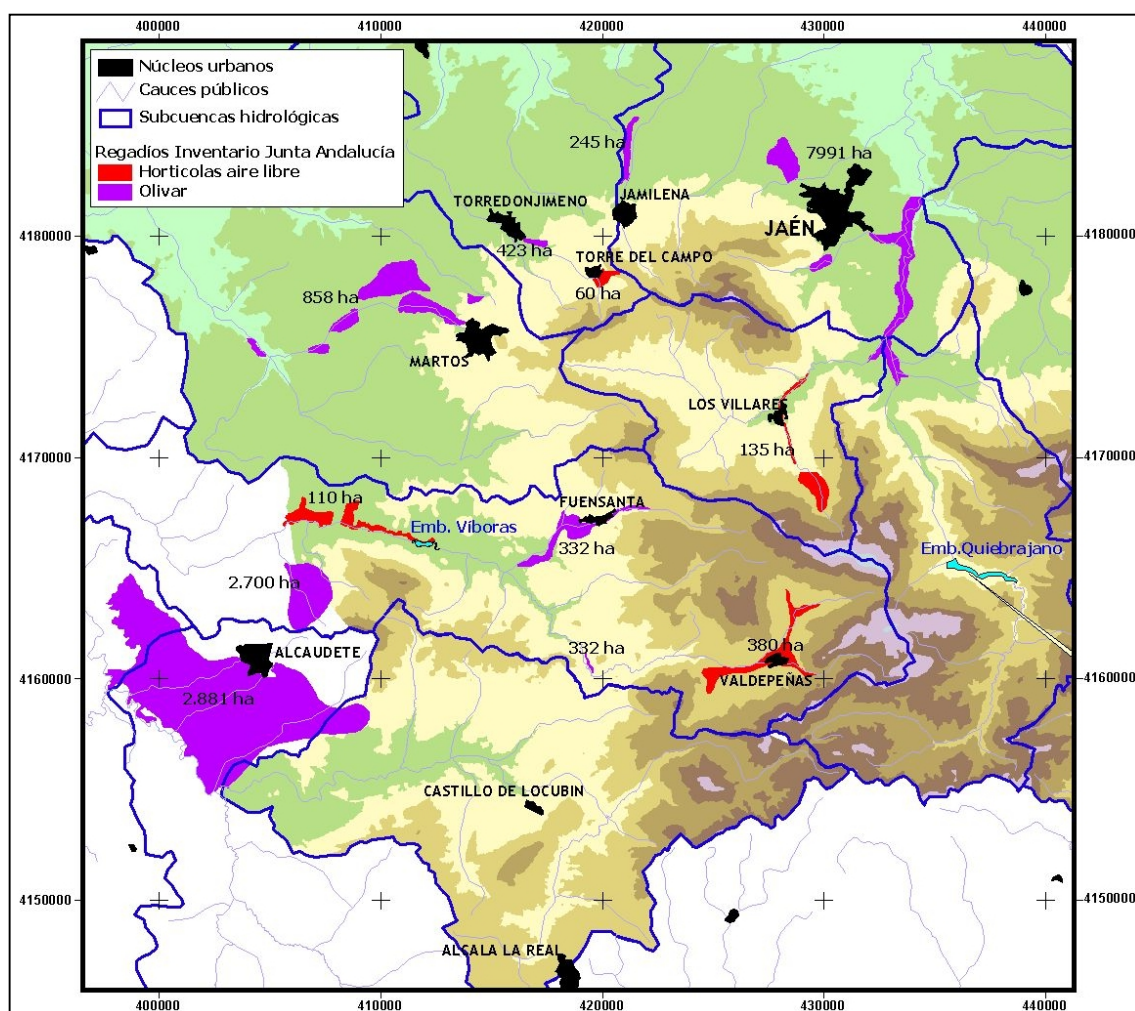 400000 410000 420000 430000 440000
Núcleos urbanos
Cauces públicos
Subcuencas hidrológicas
Regadíos Inventario Junta Andalucía
Hortícolas aire libre
Olivar
245 ha
7991 ha
TORREDONJIMENO
JAMILENA
JAÉN
4180000
4180000
423 ha
TORRE DEL CAMPO
60 ha
858 ha
MARTOS
LOS VILLARES
135 ha
4170000
4170000
110 ha
FUENSANTA
Emb. Víboras
332 ha
Emb.Quiebrajano
2.700 ha
332 ha
380 ha
ALCAUDETE
VALDEPEÑAS
4160000
4160000
2.881 ha
CASTILLO DE LOCUBIN
4150000
4150000
ALCALA LA REAL
400000 410000 420000 430000 440000